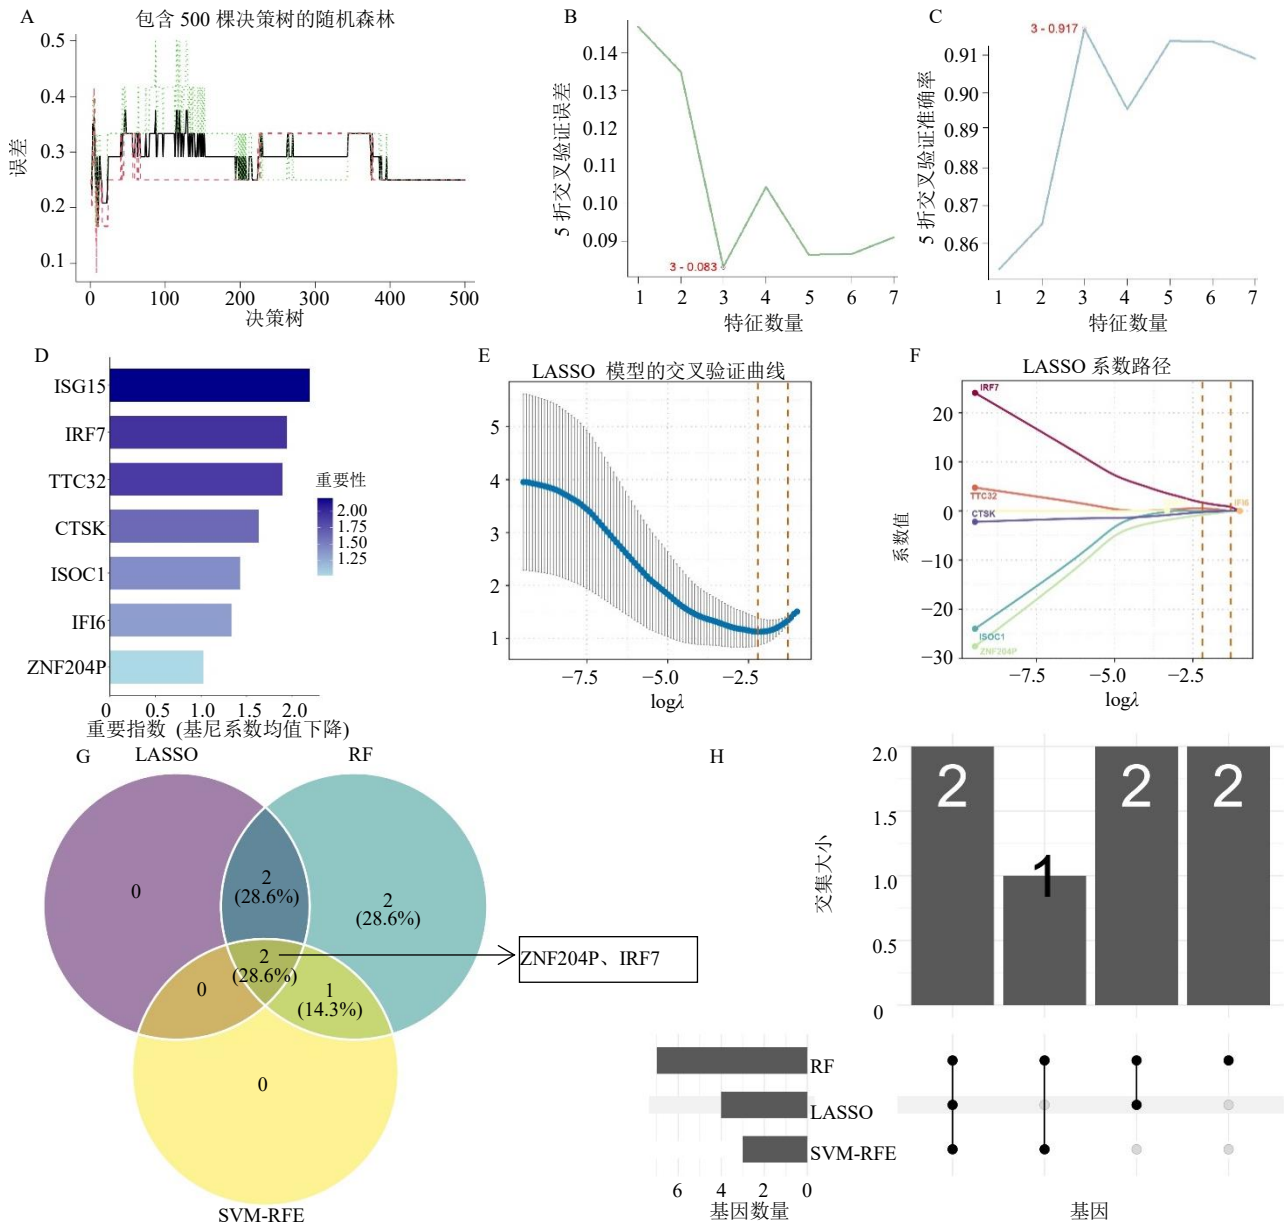 A
包含 500 棵决策树的随机森林
误差
0.5
0.4
0.3
0.2
0.1
0
100
200
300
400
500
决策树
B
5 折交叉验证误差
0.14
0.13
0.12
0.11
0.10
0.09
3 - 0.083
1
2
3
4
5
6
7
特征数量
C
5 折交叉验证准确率
3 - 0.917
0.91
0.90
0.89
0.88
0.87
0.86
1
2
3
4
5
6
7
特征数量
D
ISG15
IRF7
TTC32
CTSK
ISOC1
IFI6
ZNF204P
重要性
2.00
1.50
1.25
0
0.5
1.0
1.5
2.0
重要指数 (基尼系数均值下降)
E
LASSO 模型的交叉验证曲线
5
4
3
2
1
−7.5
−5.0
−2.5
logλ
F
LASSO 系数路径
系数值
20
10
0
−10
−20
−30
IRF7
TTC32
CTSK
IFI6
ISOC1
ZNF204P
−7.5
−5.0
−2.5
logλ
G
LASSO
RF
0
2
(28.6%)
2
(28.6%)
2
(28.6%)
ZNF204P、IRF7
0
1
(14.3%)
0
SVM-RFE
H
交集大小
2.0
1.5
1.0
0.5
0
2
1
2
2
RF
LASSO
SVM-RFE
6
4
2
0
基因数量
基因